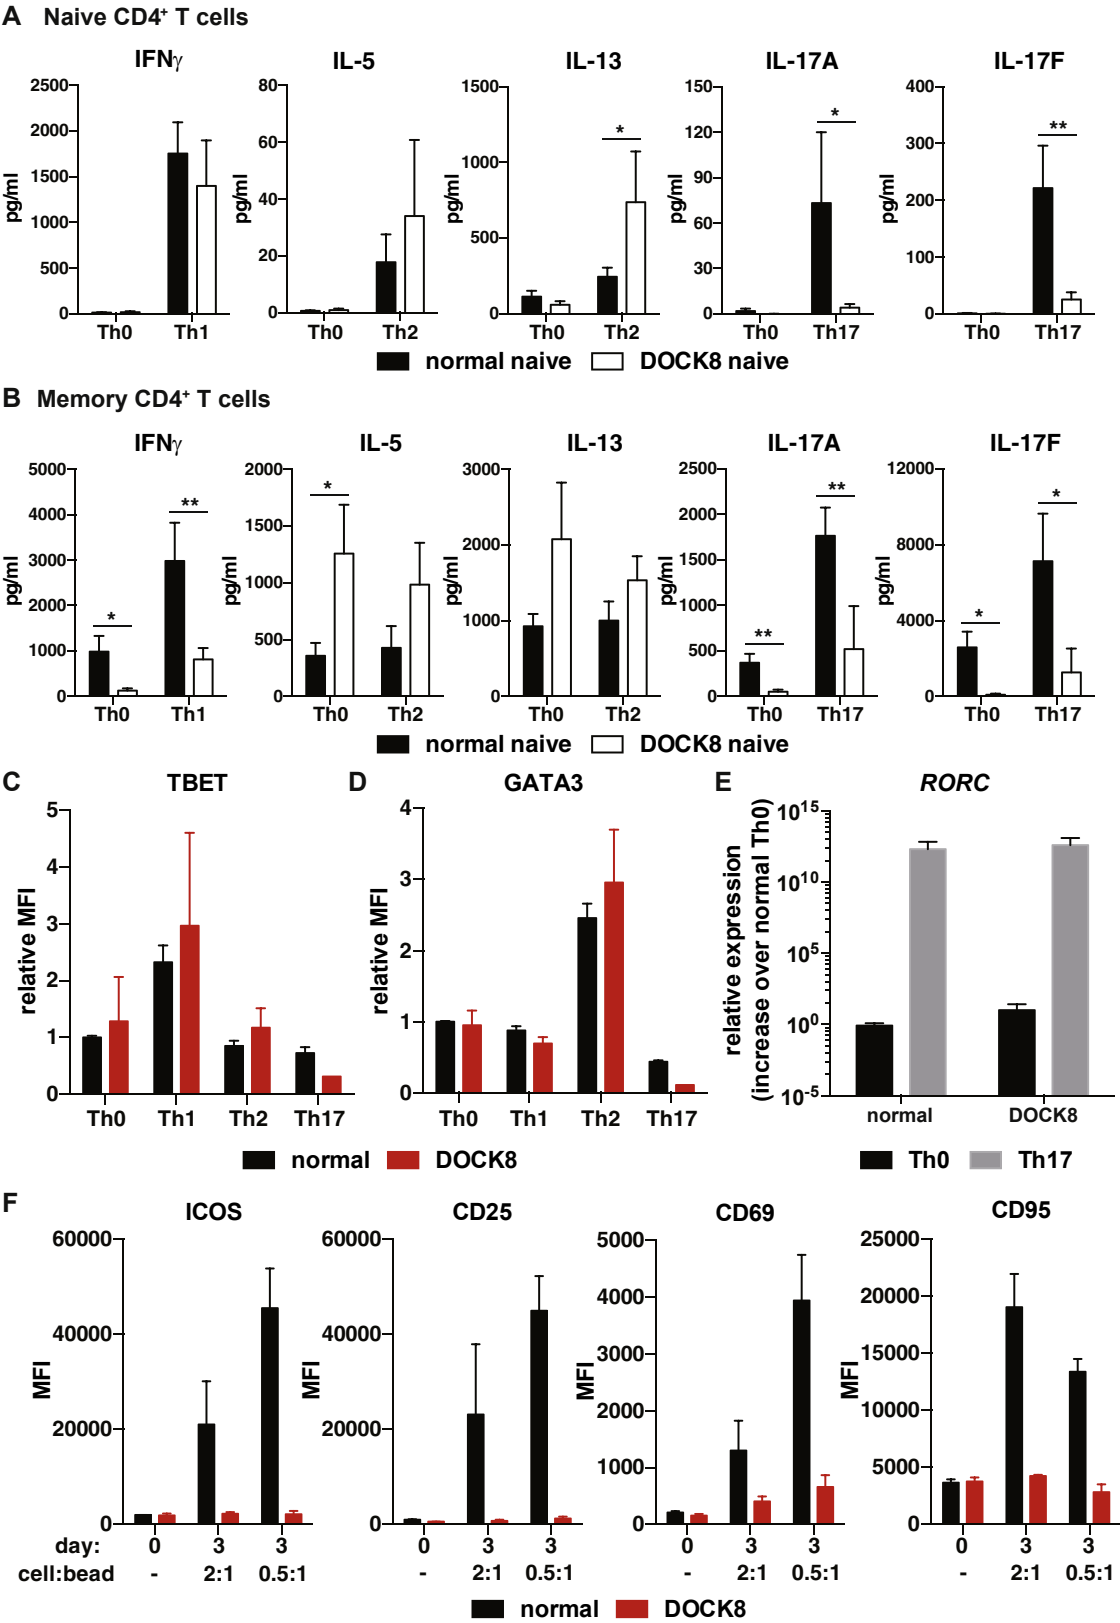 A Naive CD4⁺ T cells
IFNγ IL-5 IL-13 IL-17A IL-17F
2500 80 1500 150 400
2000 60 120 300
1500 1000 90
40 200
1000 60
500
500 20 30 100
0 0 0 0 0
pg/ml pg/ml pg/ml pg/ml pg/ml
* * **
Th0 Th1 Th0 Th2 Th0 Th2 Th0 Th17 Th0 Th17
normal naive DOCK8 naive
B Memory CD4⁺ T cells
IFNγ IL-5 IL-13 IL-17A IL-17F
5000 2000 3000 2500 12000
4000 1500 2000
3000 2000 1500 8000
1000
2000 1000 1000 4000
1000 500 500
0 0 0 0 0
pg/ml pg/ml pg/ml pg/ml pg/ml
* ** * ** ** * *
Th0 Th1 Th0 Th2 Th0 Th2 Th0 Th17 Th0 Th17
normal naive DOCK8 naive
C TBET D GATA3 E RORC
5 4 10¹⁵
4
3 10¹⁰
3
2 10⁵
2
1 1 10⁰
0 0 10⁻⁵
relative MFI relative MFI relative expression
(increase over normal Th0)
Th0 Th1 Th2 Th17 Th0 Th1 Th2 Th17 normal DOCK8
normal DOCK8 Th0 Th17
F ICOS CD25 CD69 CD95
60000 60000 5000 25000
4000 20000
40000 40000
3000 15000
2000 10000
20000 20000
1000 5000
0 0 0 0
MFI MFI MFI MFI
day: 0 3 3 0 3 3 0 3 3 0 3 3
cell:bead - 2:1 0.5:1 - 2:1 0.5:1 - 2:1 0.5:1 - 2:1 0.5:1
normal DOCK8